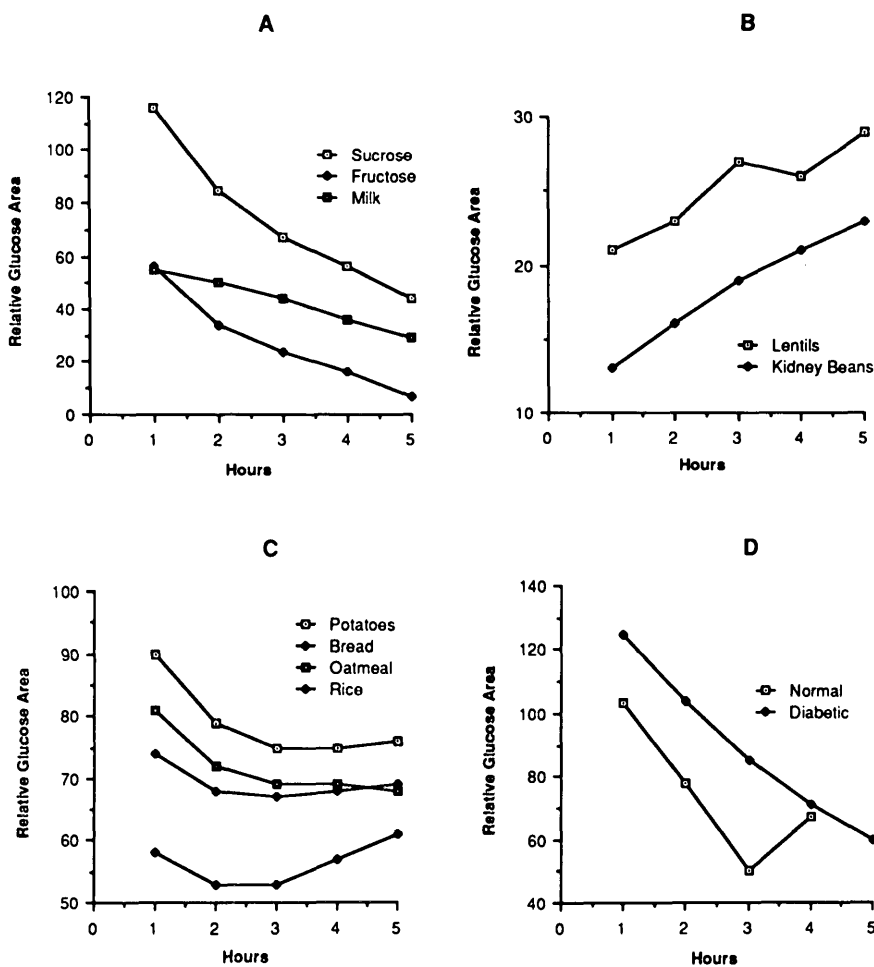 A
Relative Glucose Area
120
100
80
60
40
20
0
0 1 2 3 4 5
Hours
Sucrose
Fructose
Milk
B
Relative Glucose Area
30
20
10
0 1 2 3 4 5
Hours
Lentils
Kidney Beans
C
Relative Glucose Area
100
90
80
70
60
50
0 1 2 3 4 5
Hours
Potatoes
Bread
Oatmeal
Rice
D
Relative Glucose Area
140
120
100
80
60
40
0 1 2 3 4 5
Hours
Normal
Diabetic